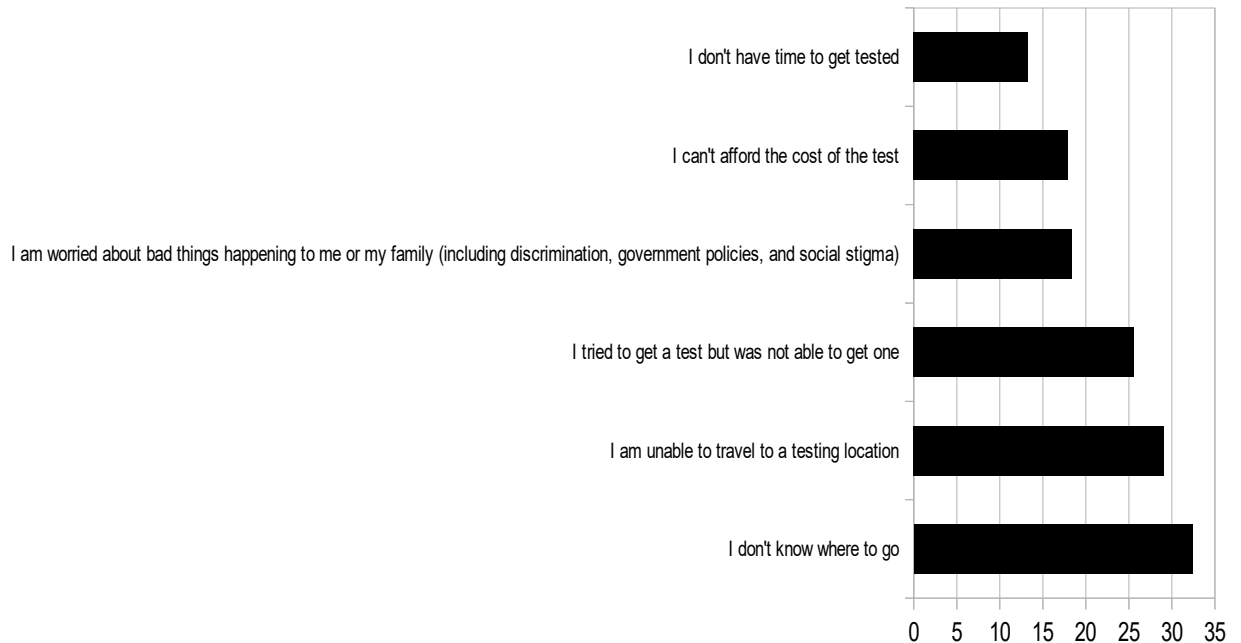 I don't have time to get tested
I can't afford the cost of the test
I am worried about bad things happening to me or my family (including discrimination, government policies, and social stigma)
I tried to get a test but was not able to get one
I am unable to travel to a testing location
I don't know where to go
0 5 10 15 20 25 30 35